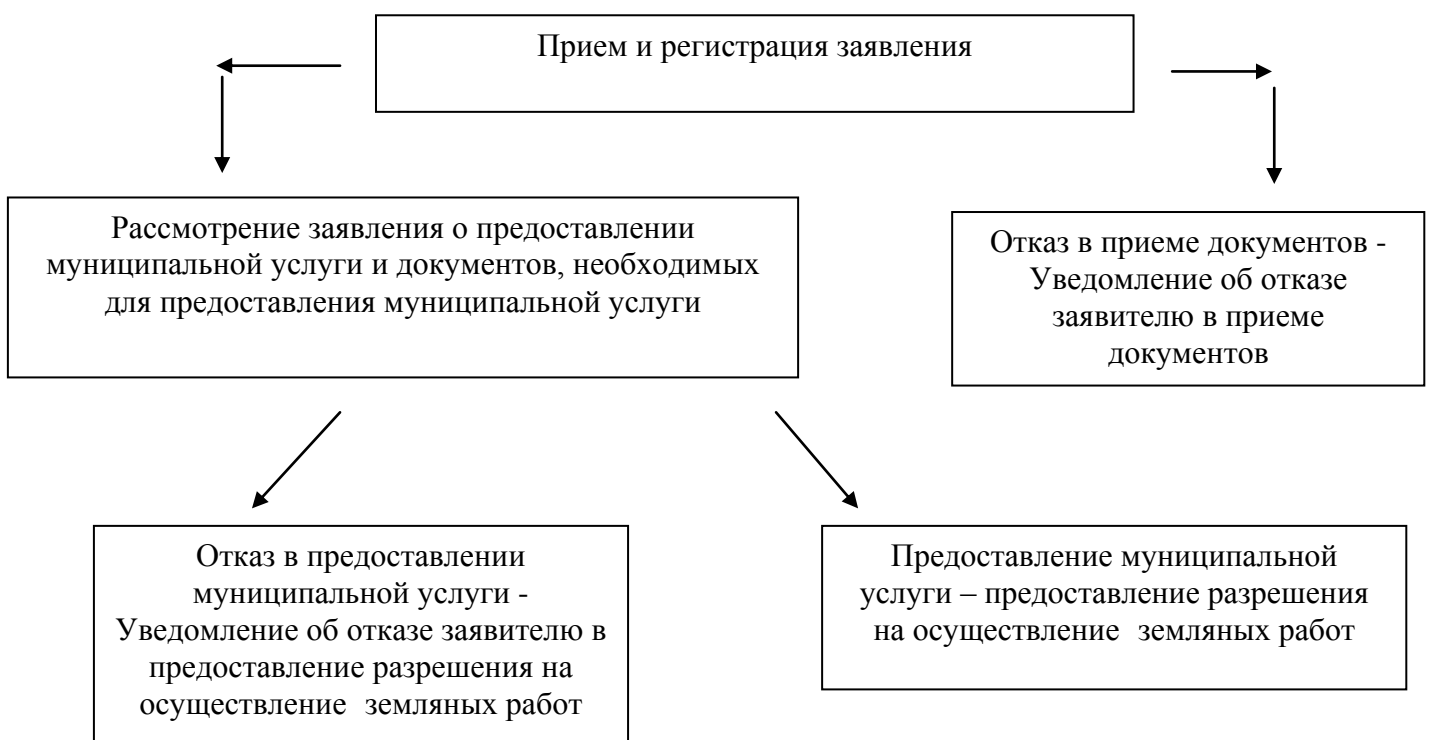 Прием и регистрация заявления
Рассмотрение заявления о предоставлении
муниципальной услуги и документов, необходимых
для предоставления муниципальной услуги
Отказ в приеме документов -
Уведомление об отказе
заявителю в приеме
документов
Отказ в предоставлении
муниципальной услуги -
Уведомление об отказе заявителю в
предоставление разрешения на
осуществление земляных работ
Предоставление муниципальной
услуги – предоставление разрешения
на осуществление земляных работ